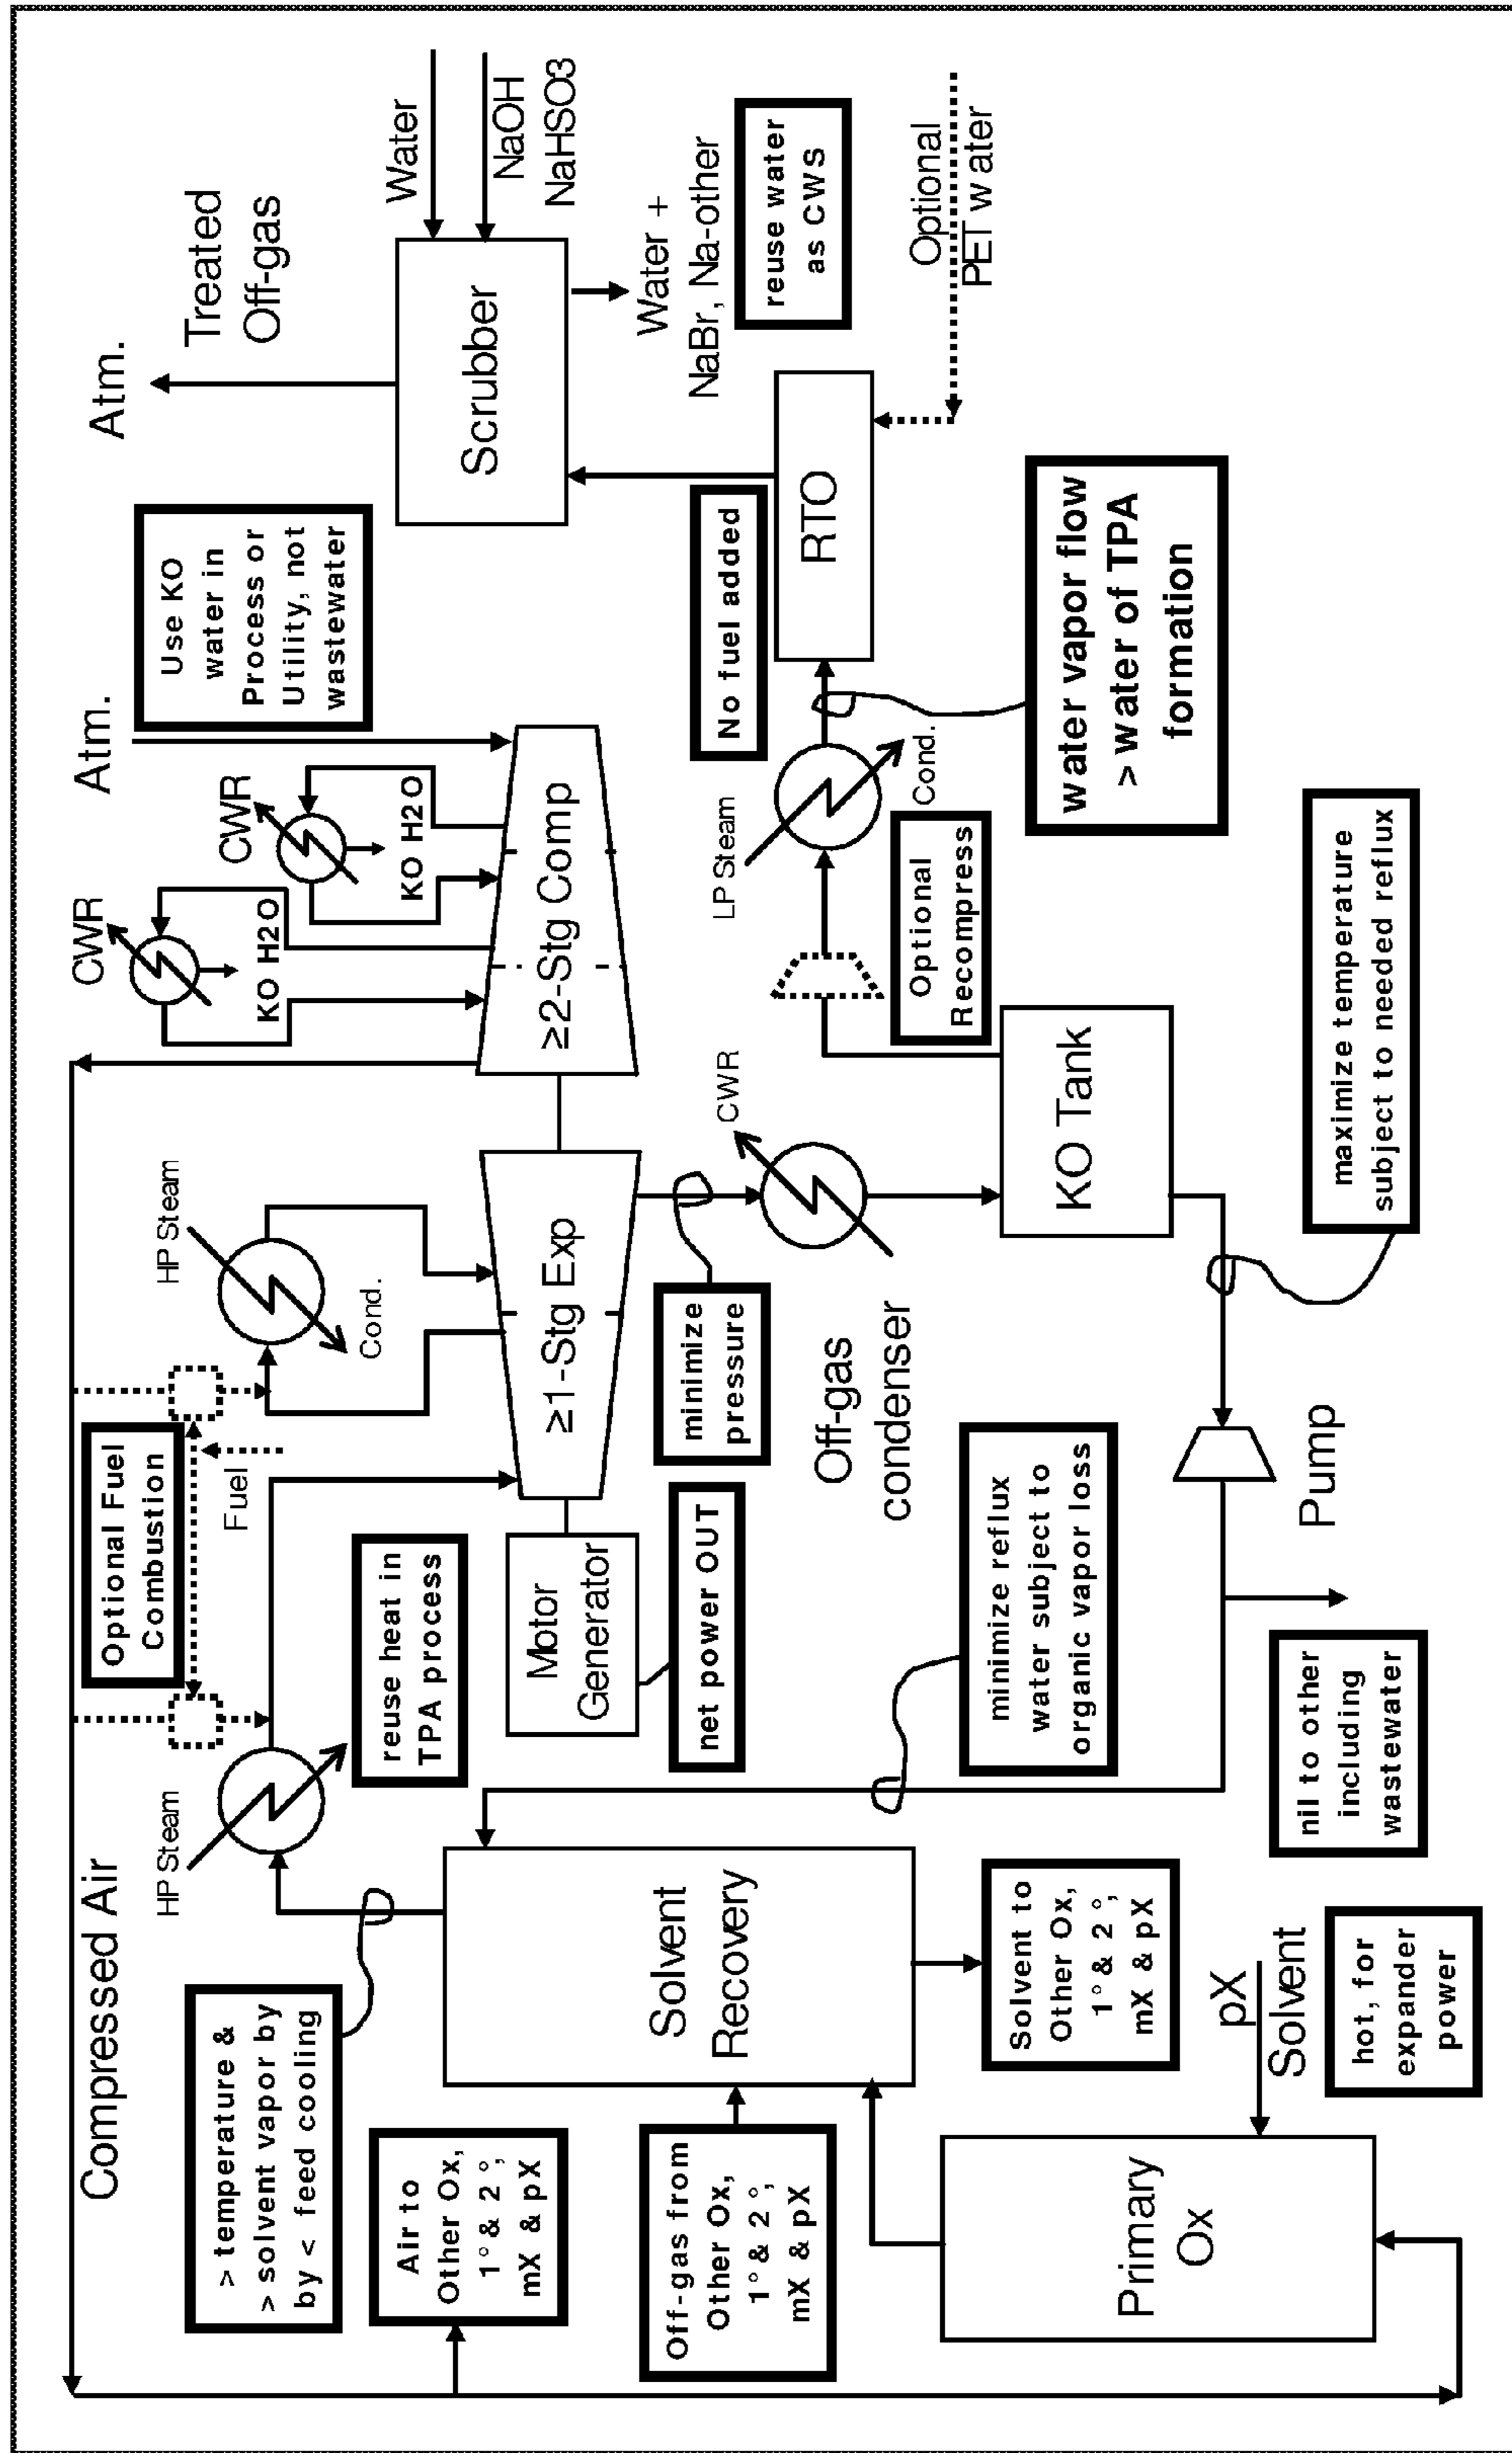 Compressed Air
Atm.
Atm.
Treated
Off-gas
> temperature &
> solvent vapor by
by < feed cooling
HP Steam
Optional Fuel
Combustion
Fuel
HP Steam
Cond.
CWR
KO H2O
CWR
KO H2O
Use KO
water in
Process or
Utility, not
wastewater
Water
NaOH
NaHSO3
Air to
Other Ox,
1°& 2°,
mX & pX
reuse heat in
TPA process
Motor
Generator
≥1-Stg Exp
≥2-Stg Comp
Scrubber
Water +
NaBr, Na-other
reuse water
as CWS
Off-gas from
Other Ox,
1°& 2°,
mX & pX
Solvent
Recovery
net power OUT
minimize
pressure
CWR
Off-gas
condenser
LP Steam
Cond.
No fuel added
RTO
Optional
PET water
Optional
Recompress
water vapor flow
> water of TPA
formation
KO Tank
Primary
Ox
pX
Solvent
Solvent to
Other Ox,
1°& 2°,
mX & pX
minimize reflux
water subject to
organic vapor loss
Pump
maximize temperature
subject to needed reflux
hot, for
expander
power
nil to other
including
wastewater